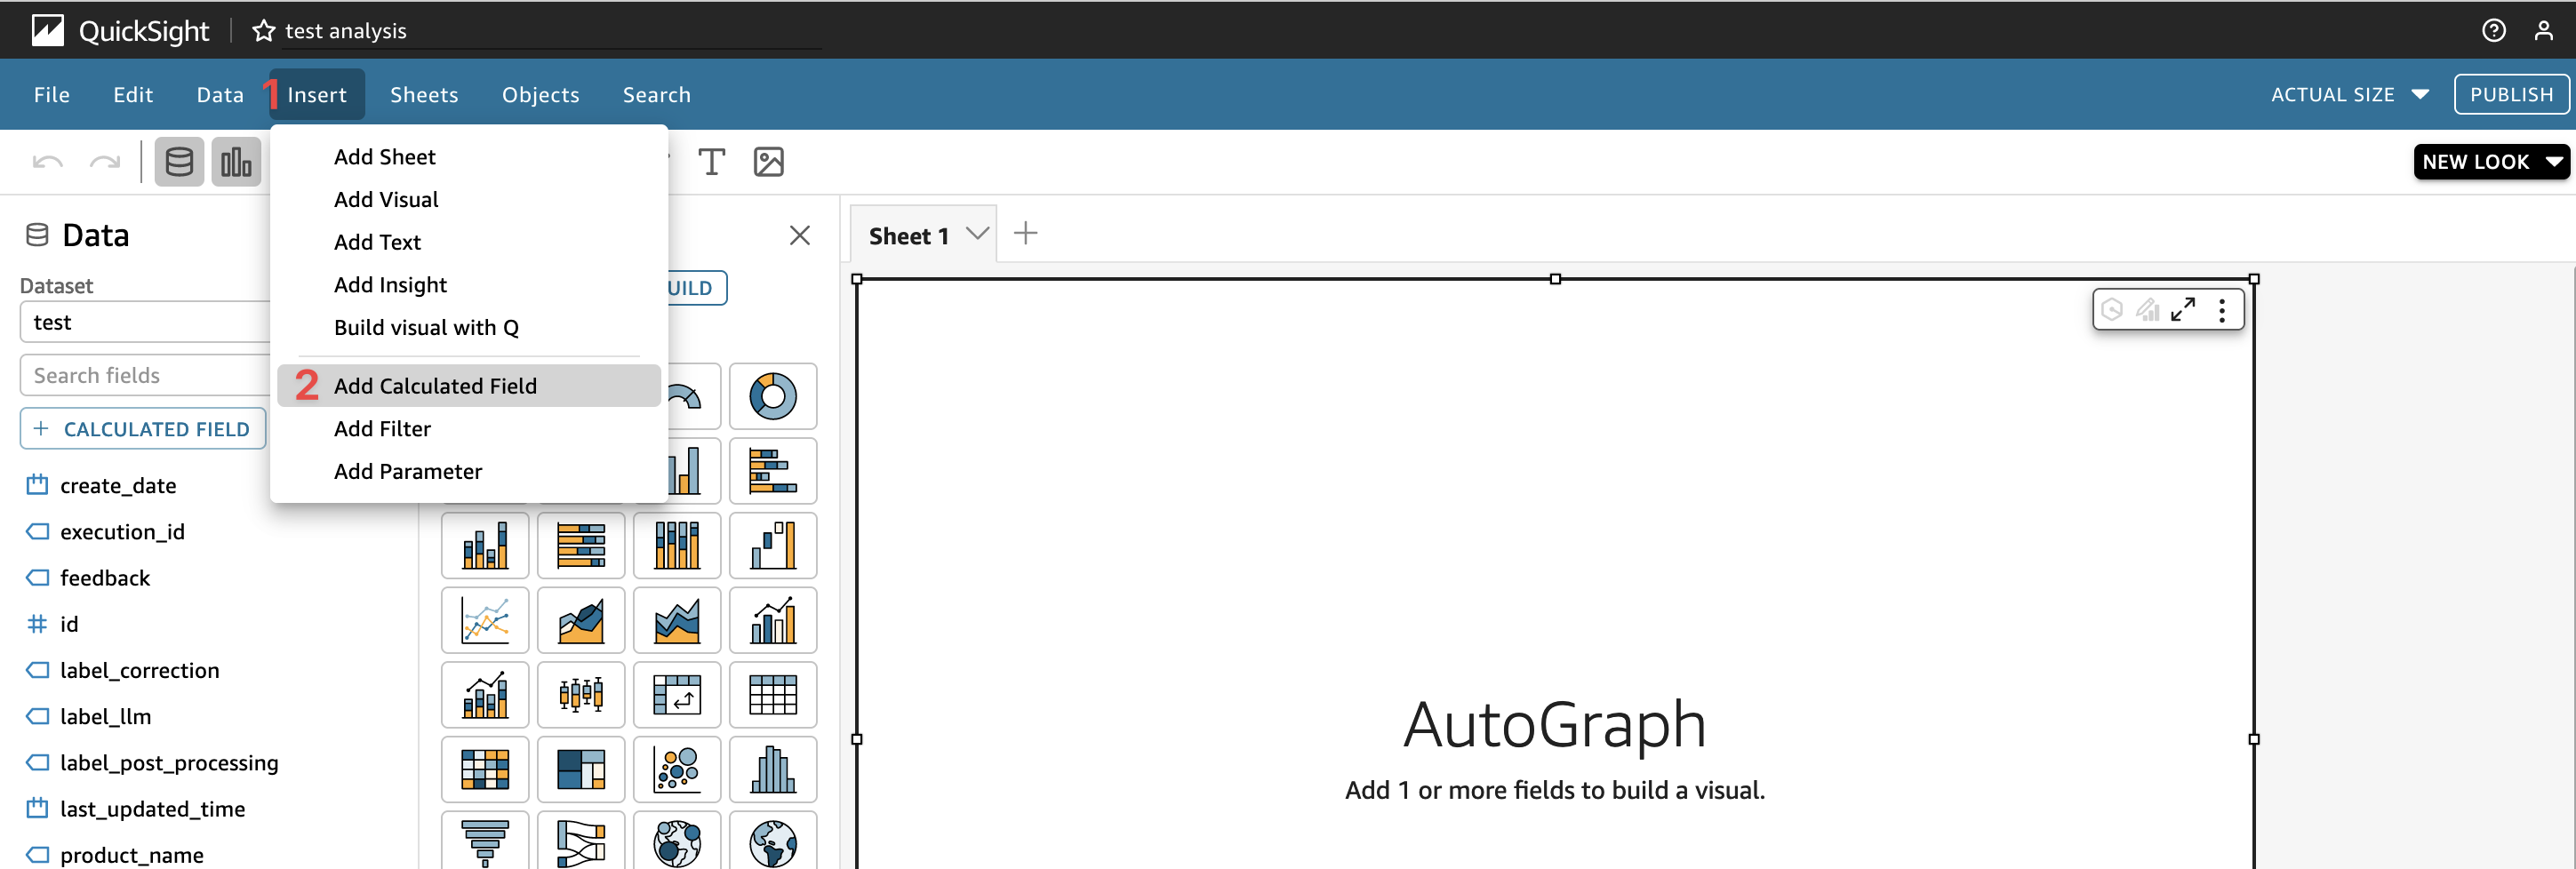 QuickSight
test analysis
File
Edit
Data
1
Insert
Sheets
Objects
Search
ACTUAL SIZE
PUBLISH
Add Sheet
Add Visual
Add Text
Add Insight
Build visual with Q
2
Add Calculated Field
Add Filter
Add Parameter
NEW LOOK
Data
Dataset
test
Search fields
+ CALCULATED FIELD
create_date
execution_id
feedback
id
label_correction
label_llm
label_post_processing
last_updated_time
product_name
UILD
Sheet 1
AutoGraph
Add 1 or more fields to build a visual.